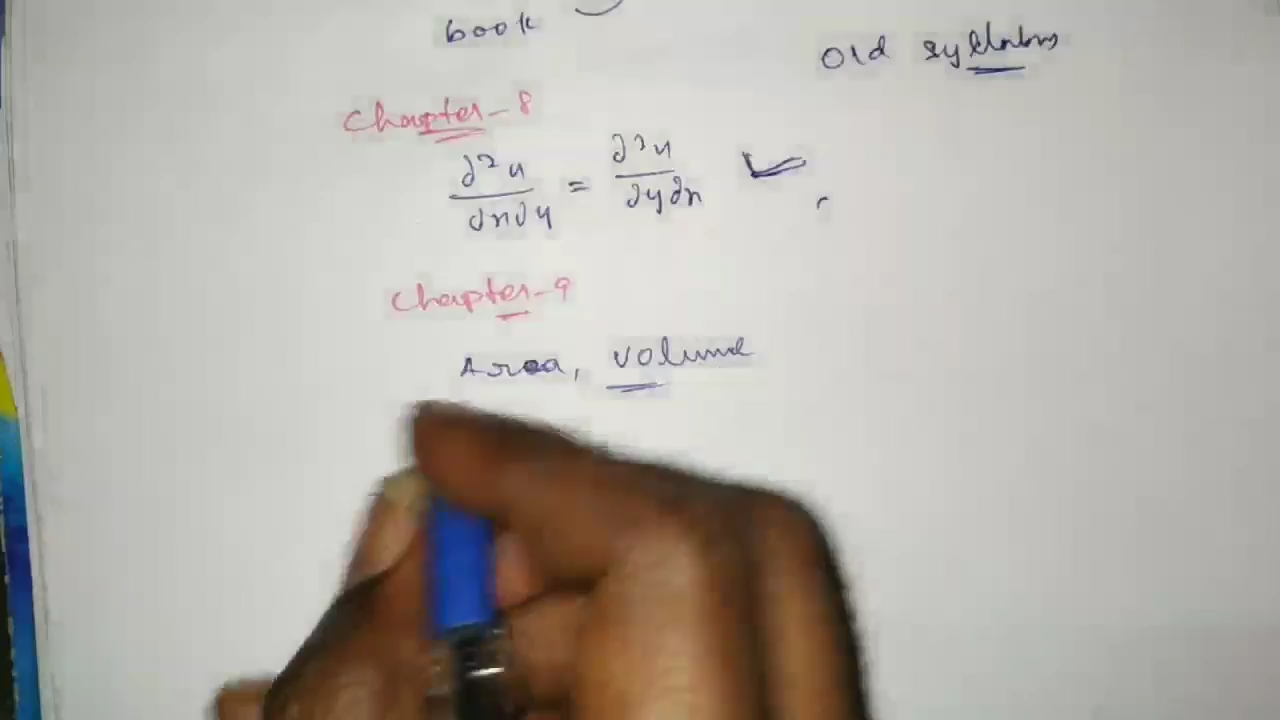 book
Old syllabus
Chapter-8
∂²u/∂x∂y = ∂²u/∂y∂x
Chapter-9
Area, volume